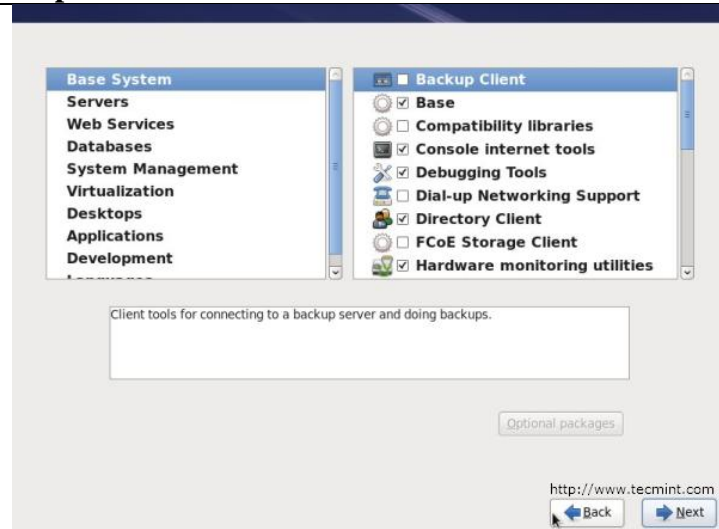 Base System
Servers
Web Services
Databases
System Management
Virtualization
Desktops
Applications
Development
Backup Client
Base
Compatibility libraries
Console internet tools
Debugging Tools
Dial-up Networking Support
Directory Client
FCoE Storage Client
Hardware monitoring utilities
Client tools for connecting to a backup server and doing backups.
Optional packages
http://www.tecmint.com
Back
Next